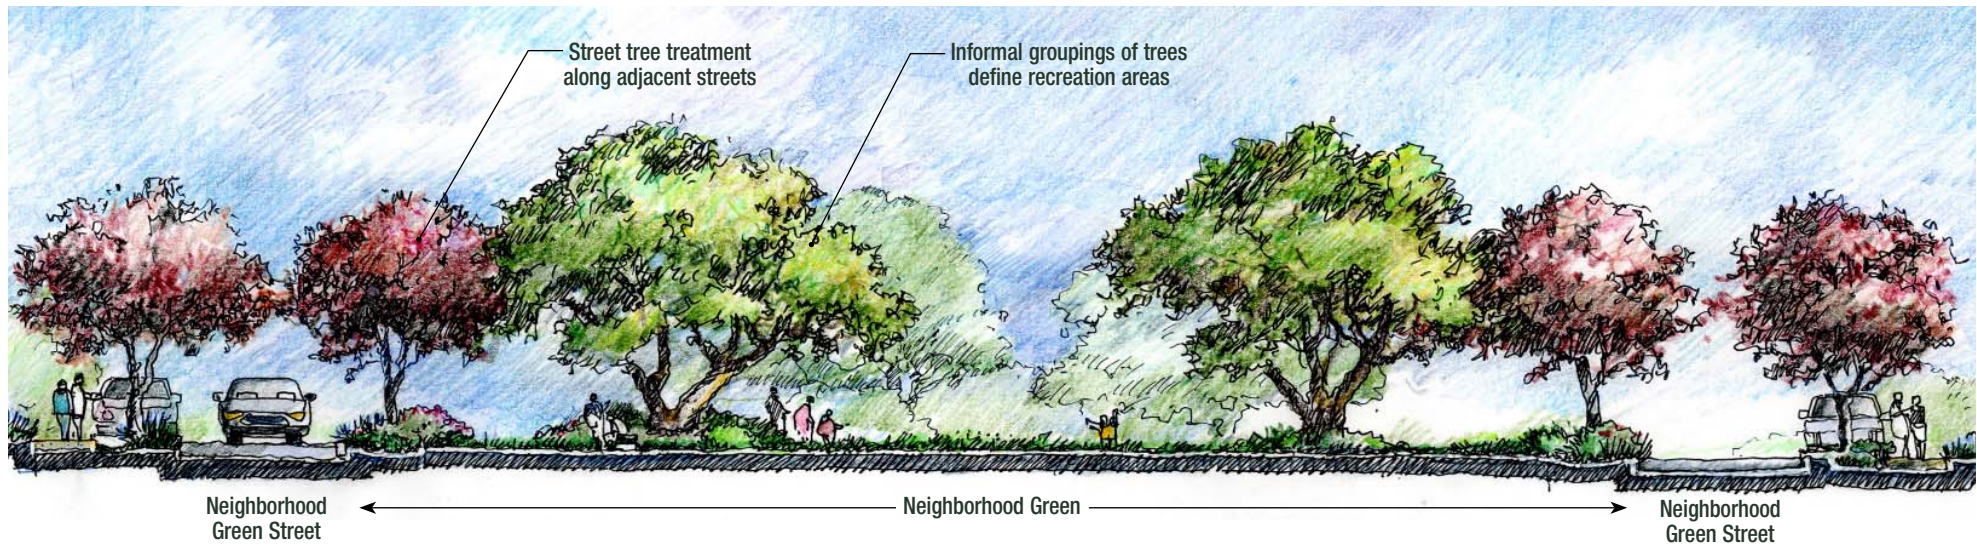 Street tree treatment
along adjacent streets
Informal groupings of trees
define recreation areas
Neighborhood
Green Street
Neighborhood Green
Neighborhood
Green Street